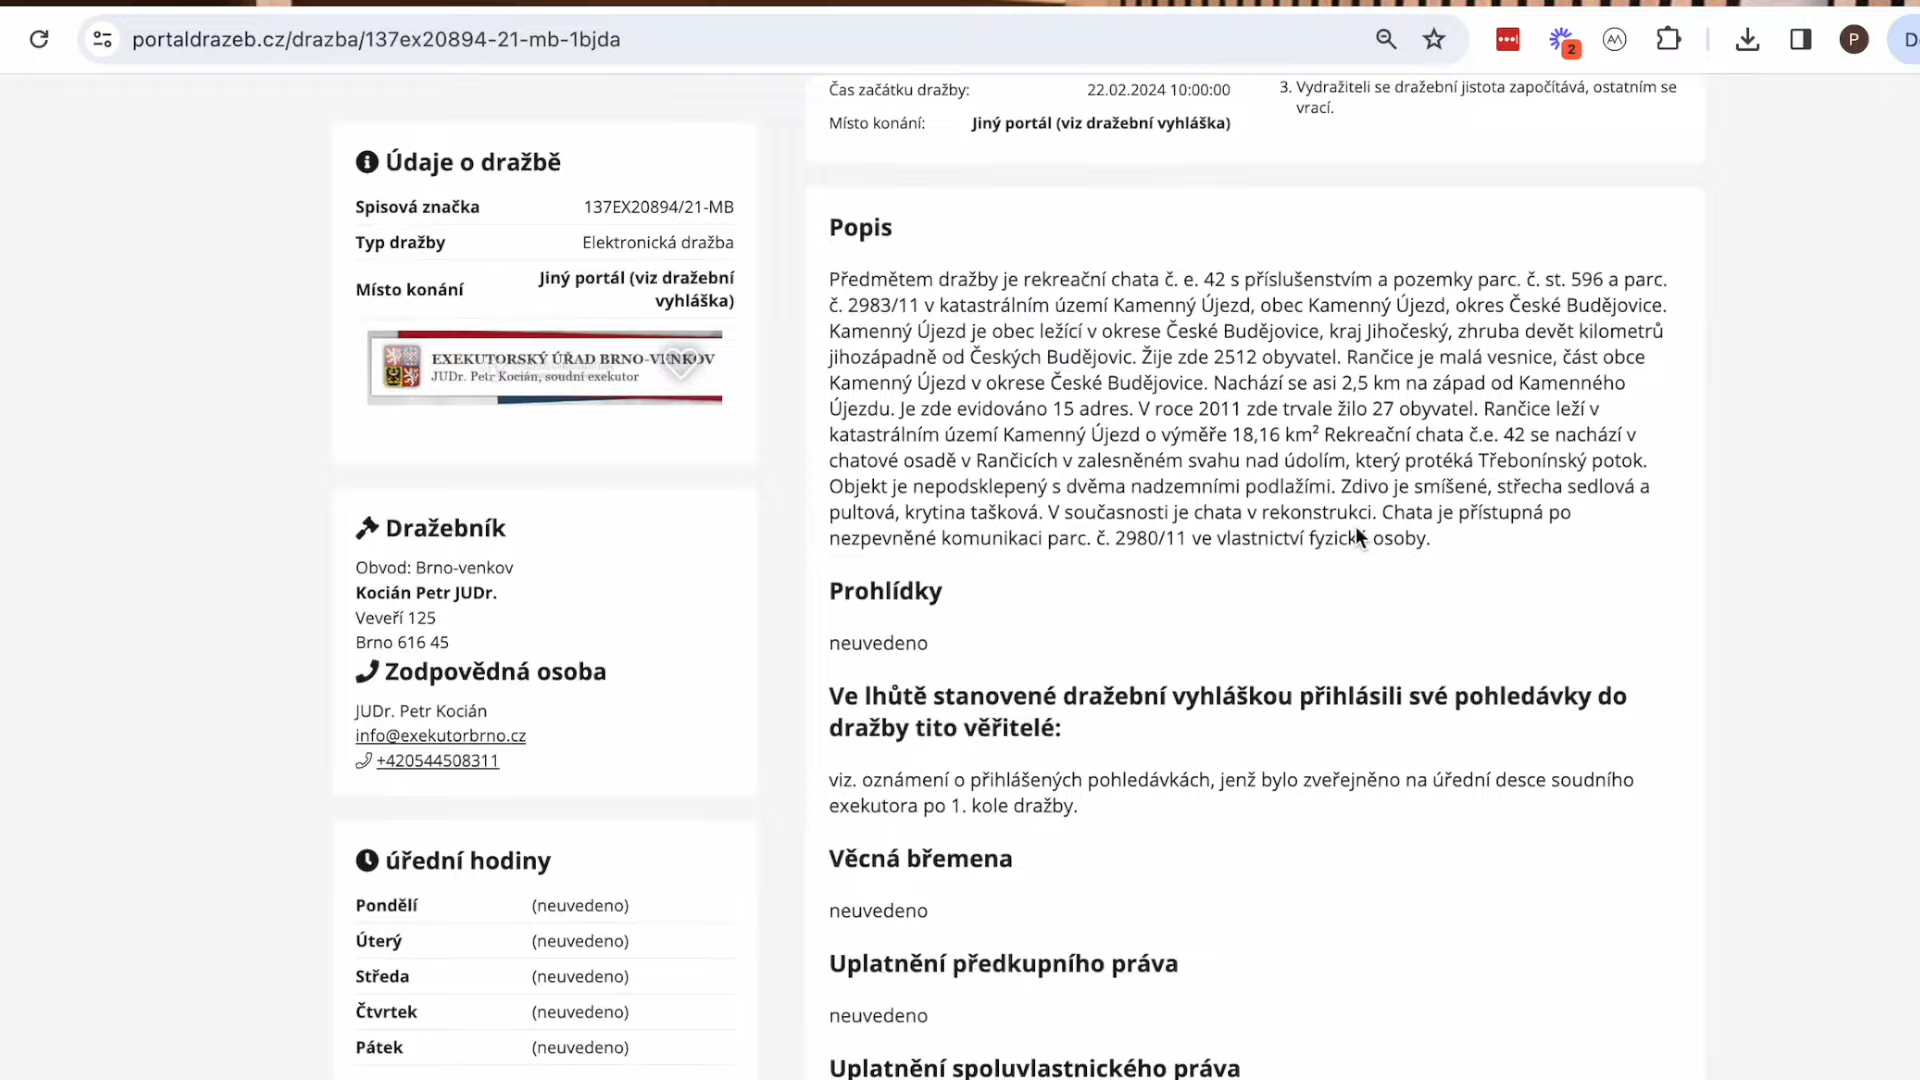 portaldrazeb.cz/drazba/137ex20894-21-mb-1bjda
2
P
Údaje o dražbě
Spisová značka 137EX20894/21-MB
Typ dražby Elektronická dražba
Místo konání Jiný portál (viz dražební
vyhláška)
EXEKUTORSKÝ ÚŘAD BRNO-VENKOV
JUDr. Petr Kocián, soudní exekutor
Dražebník
Obvod: Brno-venkov
Kocián Petr JUDr.
Veveří 125
Brno 616 45
Zodpovědná osoba
JUDr. Petr Kocián
info@exekutorbrno.cz
+420544508311
úřední hodiny
Pondělí (neuvedeno)
Úterý (neuvedeno)
Středa (neuvedeno)
Čtvrtek (neuvedeno)
Pátek (neuvedeno)
Čas začátku dražby: 22.02.2024 10:00:00
Místo konání: Jiný portál (viz dražební vyhláška)
3. Vydražiteli se dražební jistota započítává, ostatním se
vrací.
Popis
Předmětem dražby je rekreační chata č. e. 42 s příslušenstvím a pozemky parc. č. st. 596 a parc.
č. 2983/11 v katastrálním území Kamenný Újezd, obec Kamenný Újezd, okres České Budějovice.
Kamenný Újezd je obec ležící v okrese České Budějovice, kraj Jihočeský, zhruba devět kilometrů
jihozápadně od Českých Budějovic. Žije zde 2512 obyvatel. Rančice je malá vesnice, část obce
Kamenný Újezd v okrese České Budějovice. Nachází se asi 2,5 km na západ od Kamenného
Újezdu. Je zde evidováno 15 adres. V roce 2011 zde trvale žilo 27 obyvatel. Rančice leží v
katastrálním území Kamenný Újezd o výměře 18,16 km² Rekreační chata č.e. 42 se nachází v
chatové osadě v Rančicích v zalesněném svahu nad údolím, který protéká Třebonínský potok.
Objekt je nepodsklepený s dvěma nadzemními podlažími. Zdivo je smíšené, střecha sedlová a
pultová, krytina tašková. V současnosti je chata v rekonstrukci. Chata je přístupná po
nezpevněné komunikaci parc. č. 2980/11 ve vlastnictví fyzické osoby.
Prohlídky
neuvedeno
Ve lhůtě stanovené dražební vyhláškou přihlásili své pohledávky do
dražby tito věřitelé:
viz. oznámení o přihlášených pohledávkách, jenž bylo zveřejněno na úřední desce soudního
exekutora po 1. kole dražby.
Věcná břemena
neuvedeno
Uplatnění předkupního práva
neuvedeno
Uplatnění spoluvlastnického práva